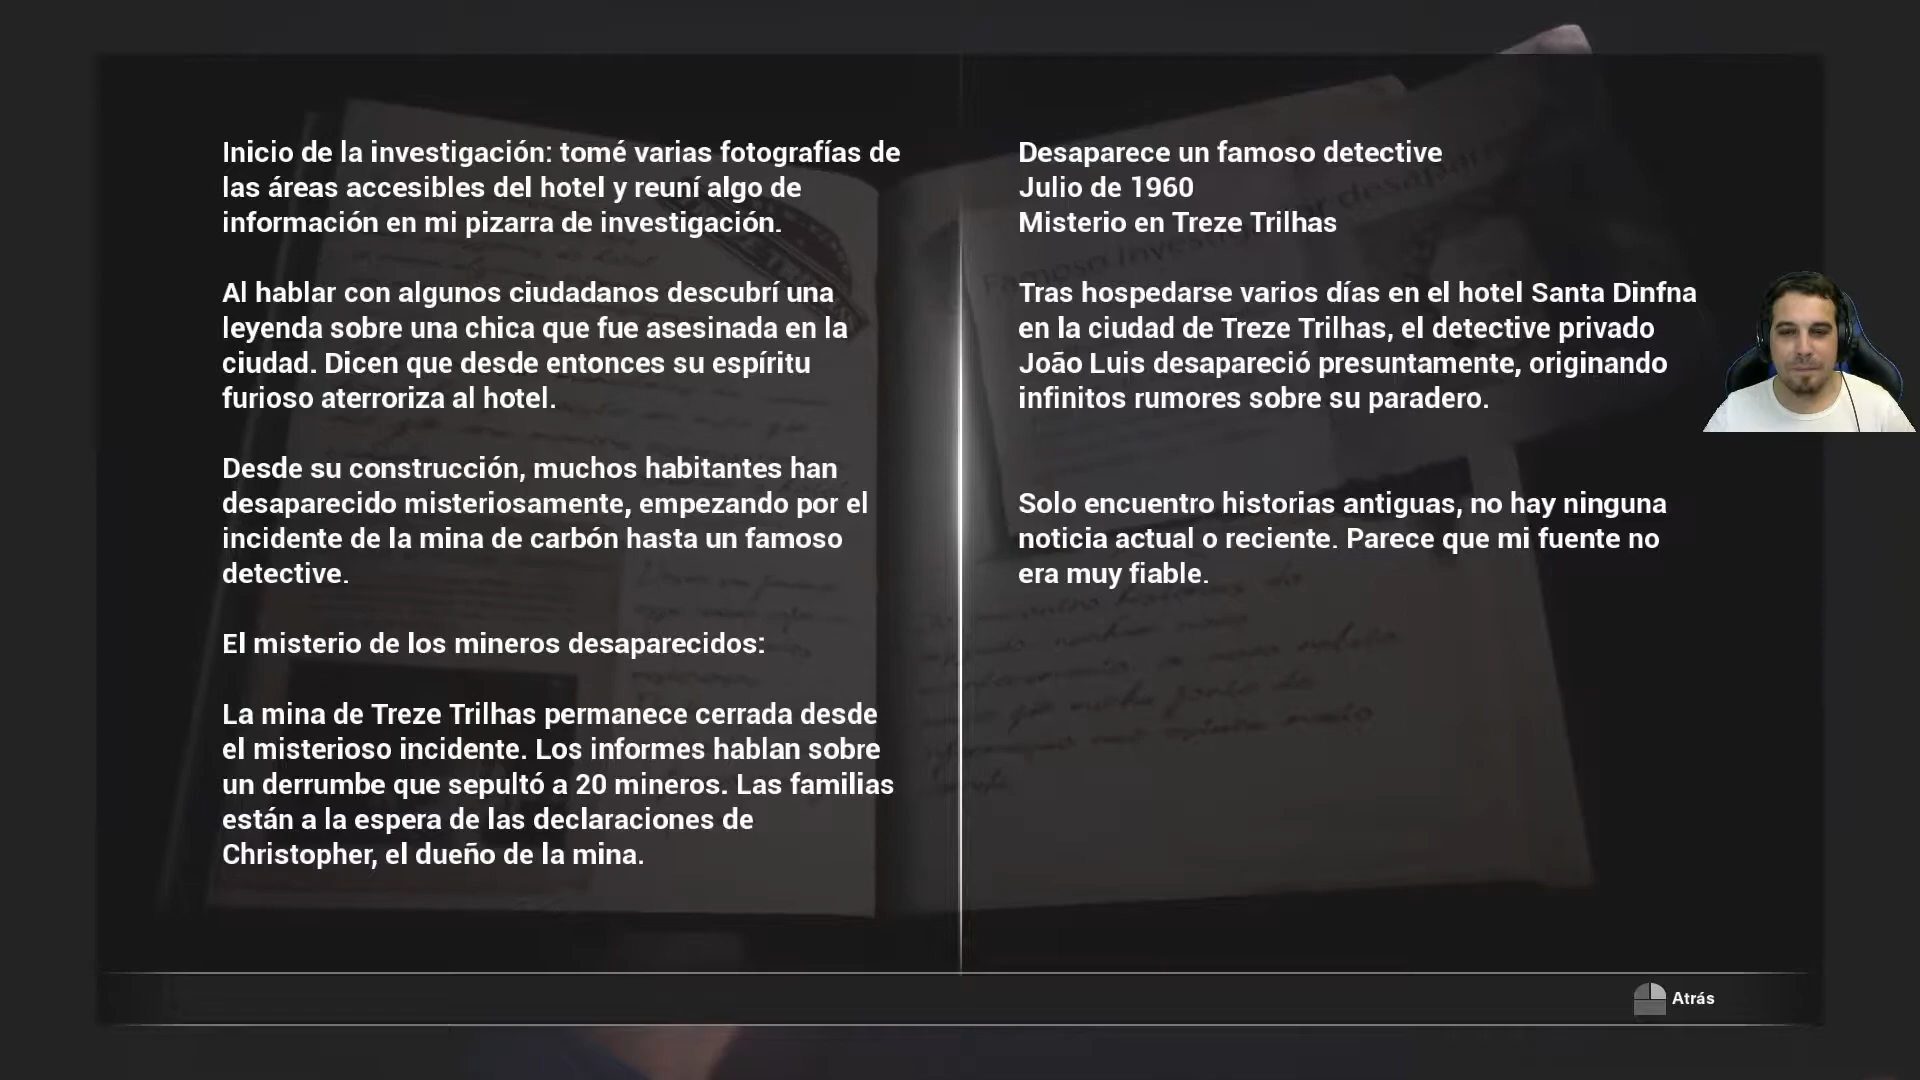 Inicio de la investigación: tomé varias fotografías de
las áreas accesibles del hotel y reuní algo de
información en mi pizarra de investigación.
Al hablar con algunos ciudadanos descubrí una
leyenda sobre una chica que fue asesinada en la
ciudad. Dicen que desde entonces su espíritu
furioso aterroriza al hotel.
Desde su construcción, muchos habitantes han
desaparecido misteriosamente, empezando por el
incidente de la mina de carbón hasta un famoso
detective.
El misterio de los mineros desaparecidos:
La mina de Treze Trilhas permanece cerrada desde
el misterioso incidente. Los informes hablan sobre
un derrumbe que sepultó a 20 mineros. Las familias
están a la espera de las declaraciones de
Christopher, el dueño de la mina.
Desaparece un famoso detective
Julio de 1960
Misterio en Treze Trilhas
Tras hospedarse varios días en el hotel Santa Dinfna
en la ciudad de Treze Trilhas, el detective privado
João Luis desapareció presuntamente, originando
infinitos rumores sobre su paradero.
Solo encuentro historias antiguas, no hay ninguna
noticia actual o reciente. Parece que mi fuente no
era muy fiable.
Atrás